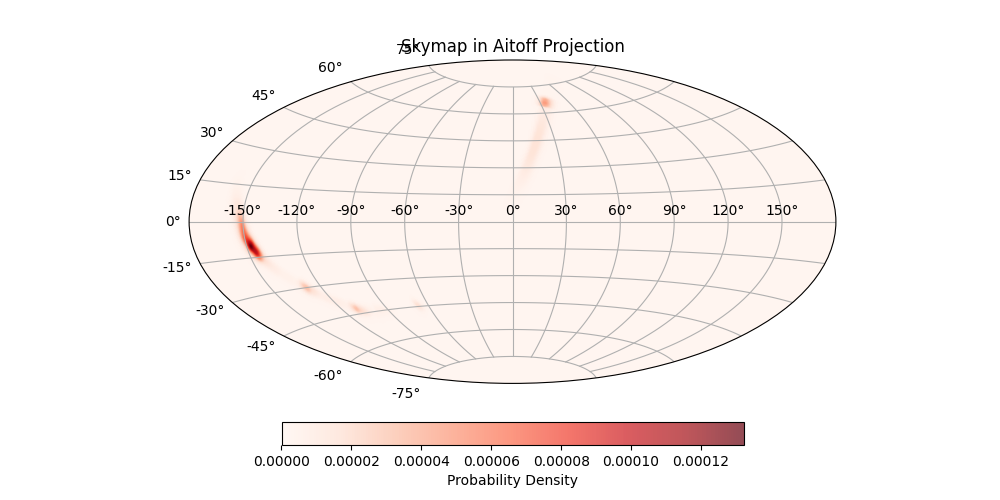 Skymap in Aitoff Projection
75°
60°
45°
30°
15°
0°
-15°
-30°
-45°
-60°
-75°
-150° -120° -90° -60° -30° 0° 30° 60° 90° 120° 150°
0.00000 0.00002 0.00004 0.00006 0.00008 0.00010 0.00012
Probability Density